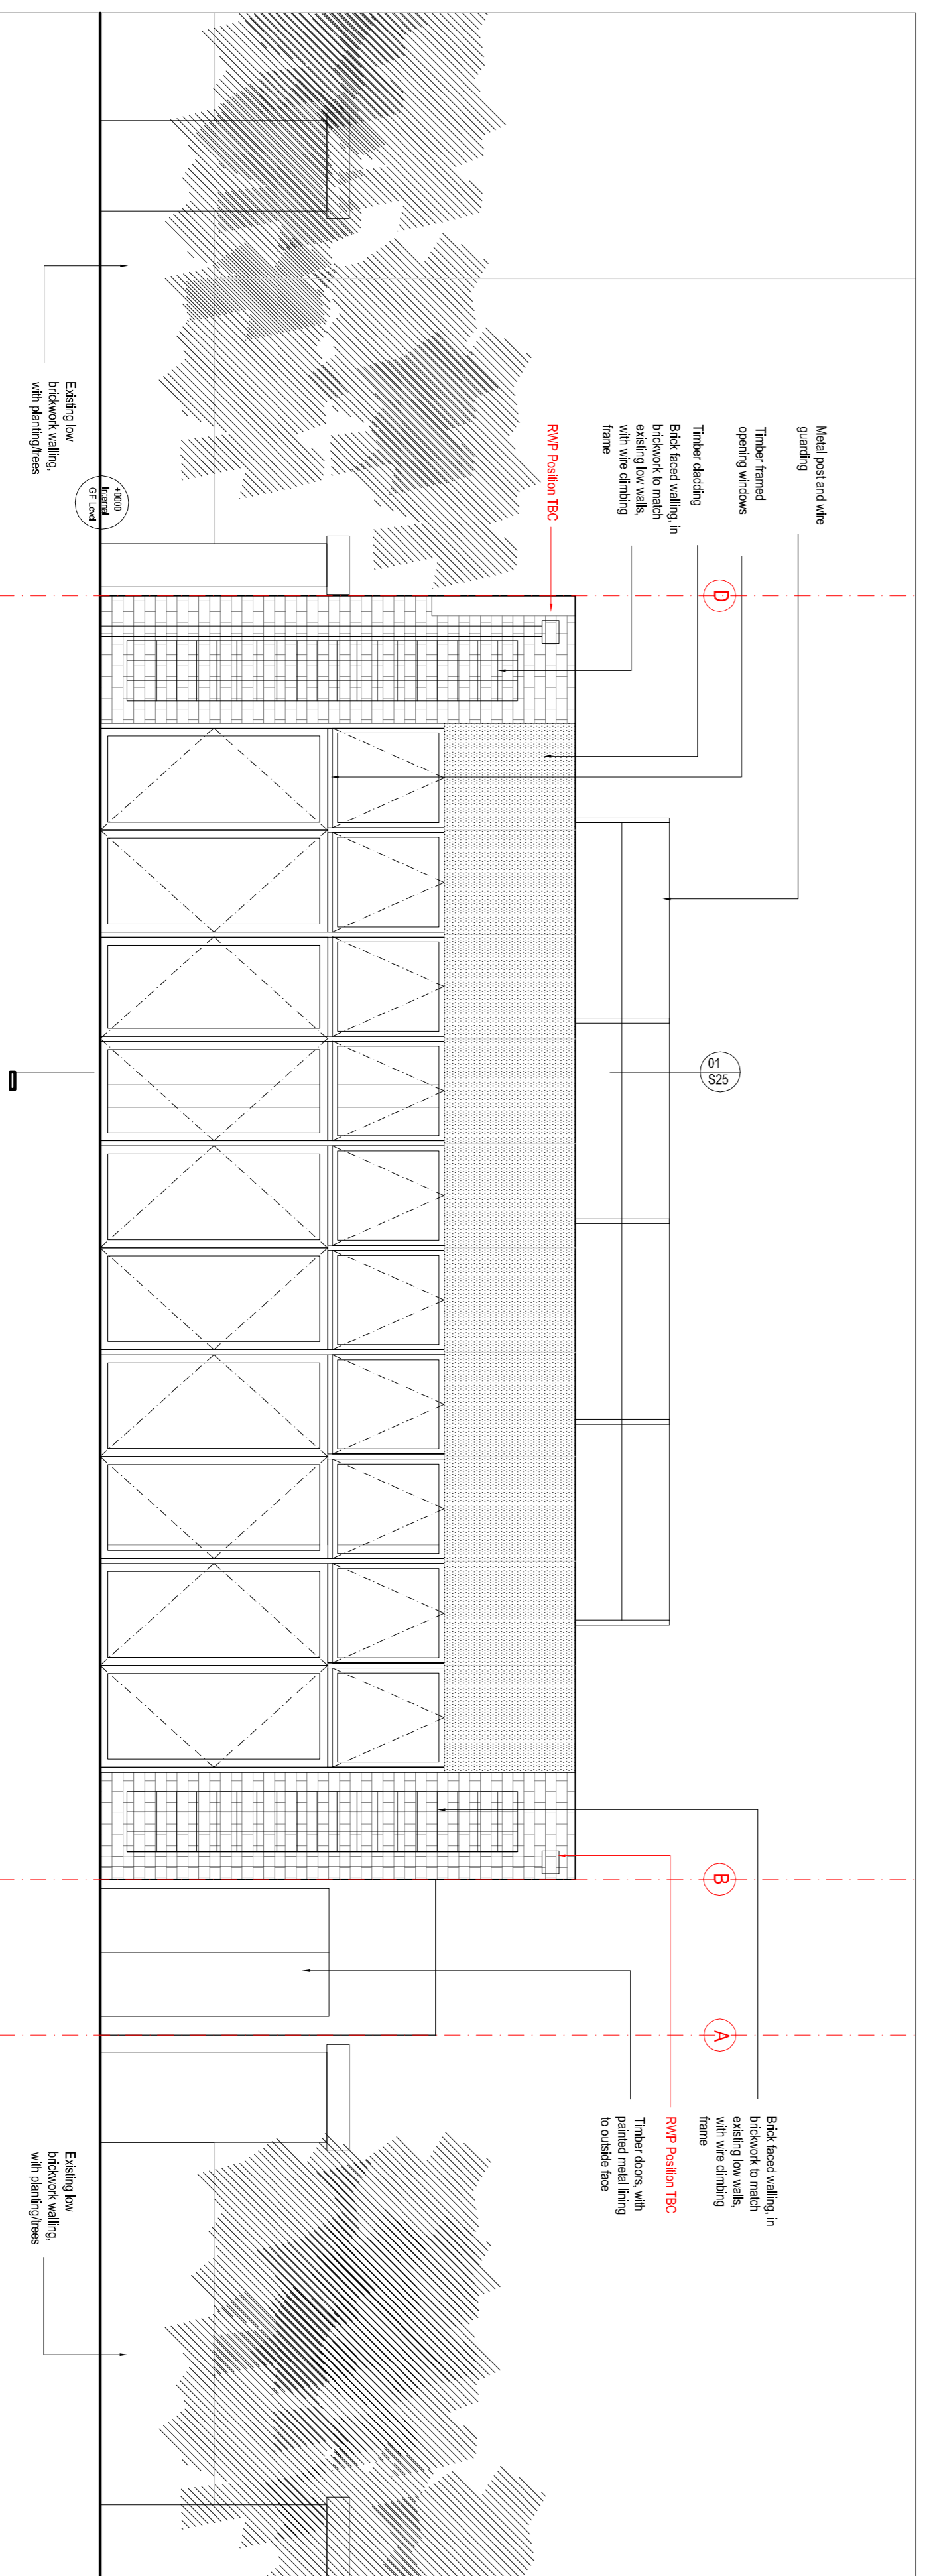 Metal post and wire
guarding
Timber framed
opening windows
Timber cladding
Brick faced walling, in
brickwork to match
existing low walls,
with wire climbing
frame
RWP Position TBC
Existing low
brickwork walling,
with planting/trees
+0000
Internal
GF Level
D
01
S25
B
A
Brick faced walling, in
brickwork to match
existing low walls,
with wire climbing
frame
RWP Position TBC
Timber doors, with
painted metal lining
to outside face
Existing low
brickwork walling,
with planting/trees